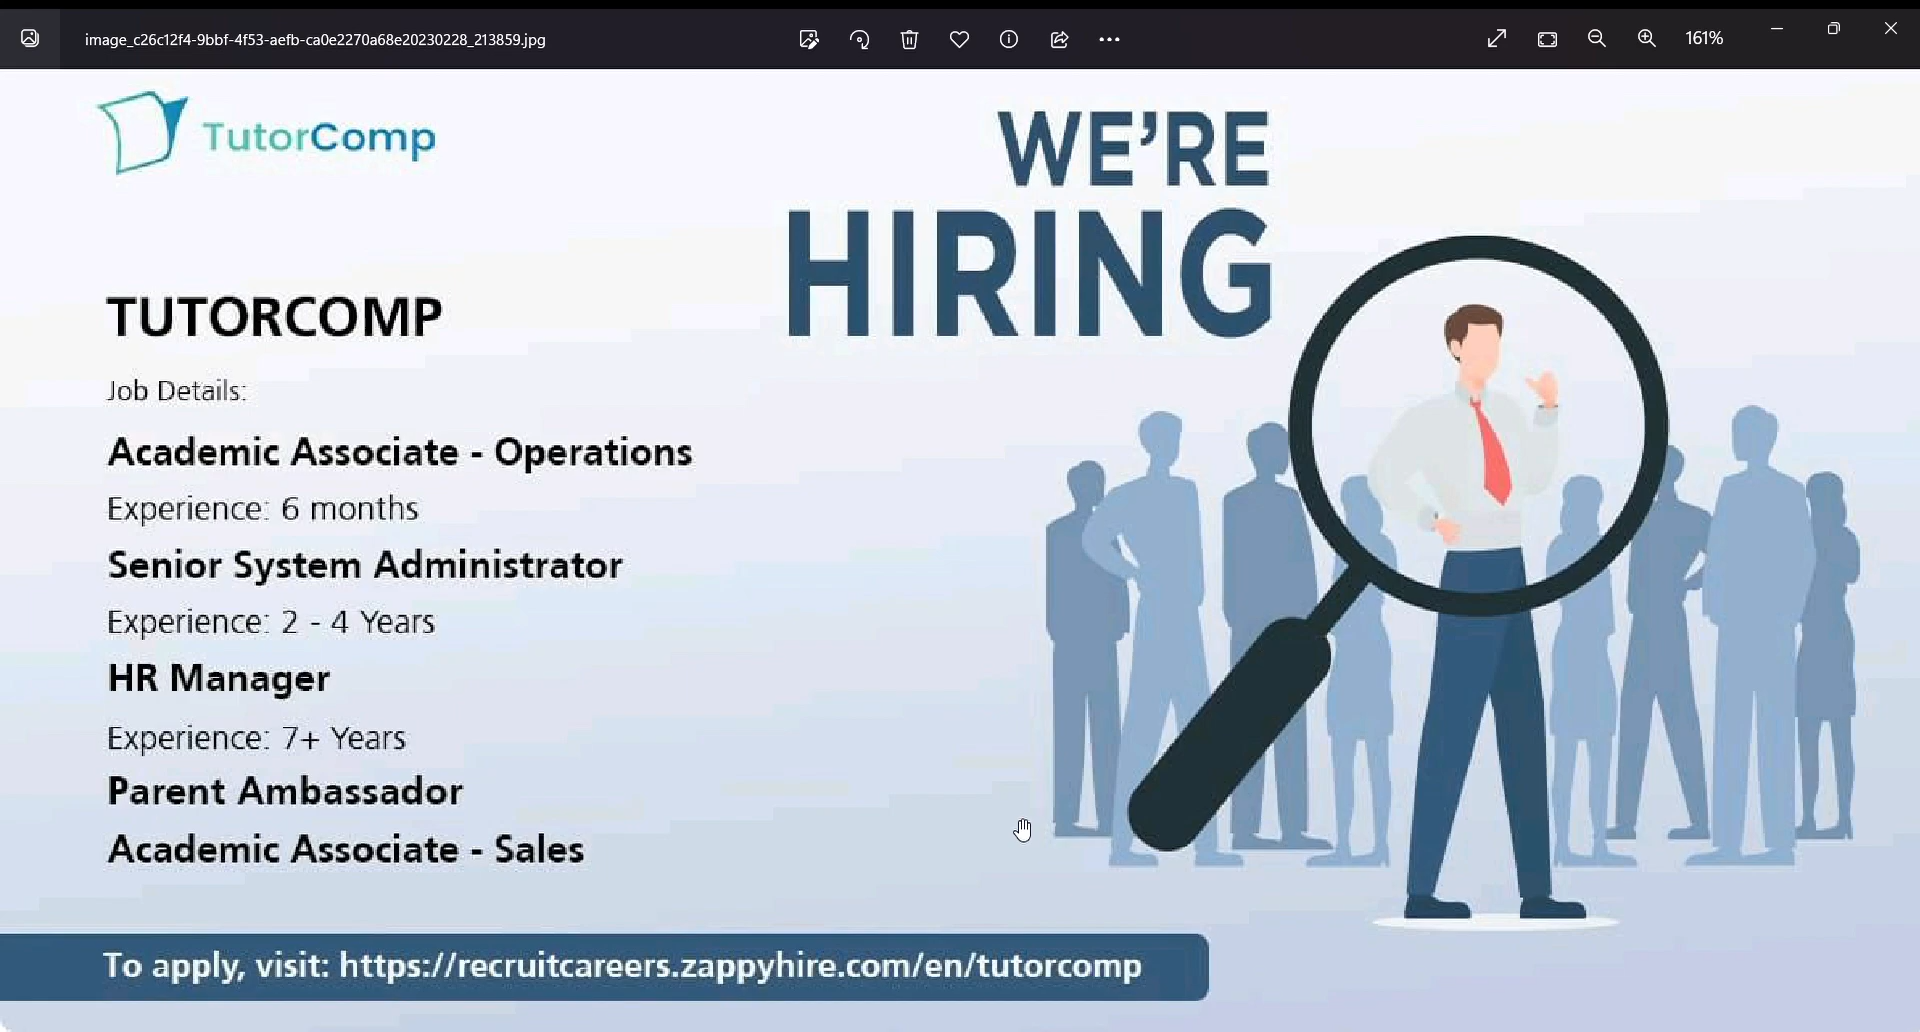 image_c26c12f4-9bbf-4f53-aefb-ca0e2270a68e20230228_213859.jpg
161%
TutorComp
WE'RE
HIRING
TUTORCOMP
Job Details:
Academic Associate - Operations
Experience: 6 months
Senior System Administrator
Experience: 2 - 4 Years
HR Manager
Experience: 7+ Years
Parent Ambassador
Academic Associate - Sales
To apply, visit: https://recruitcareers.zappyhire.com/en/tutorcomp